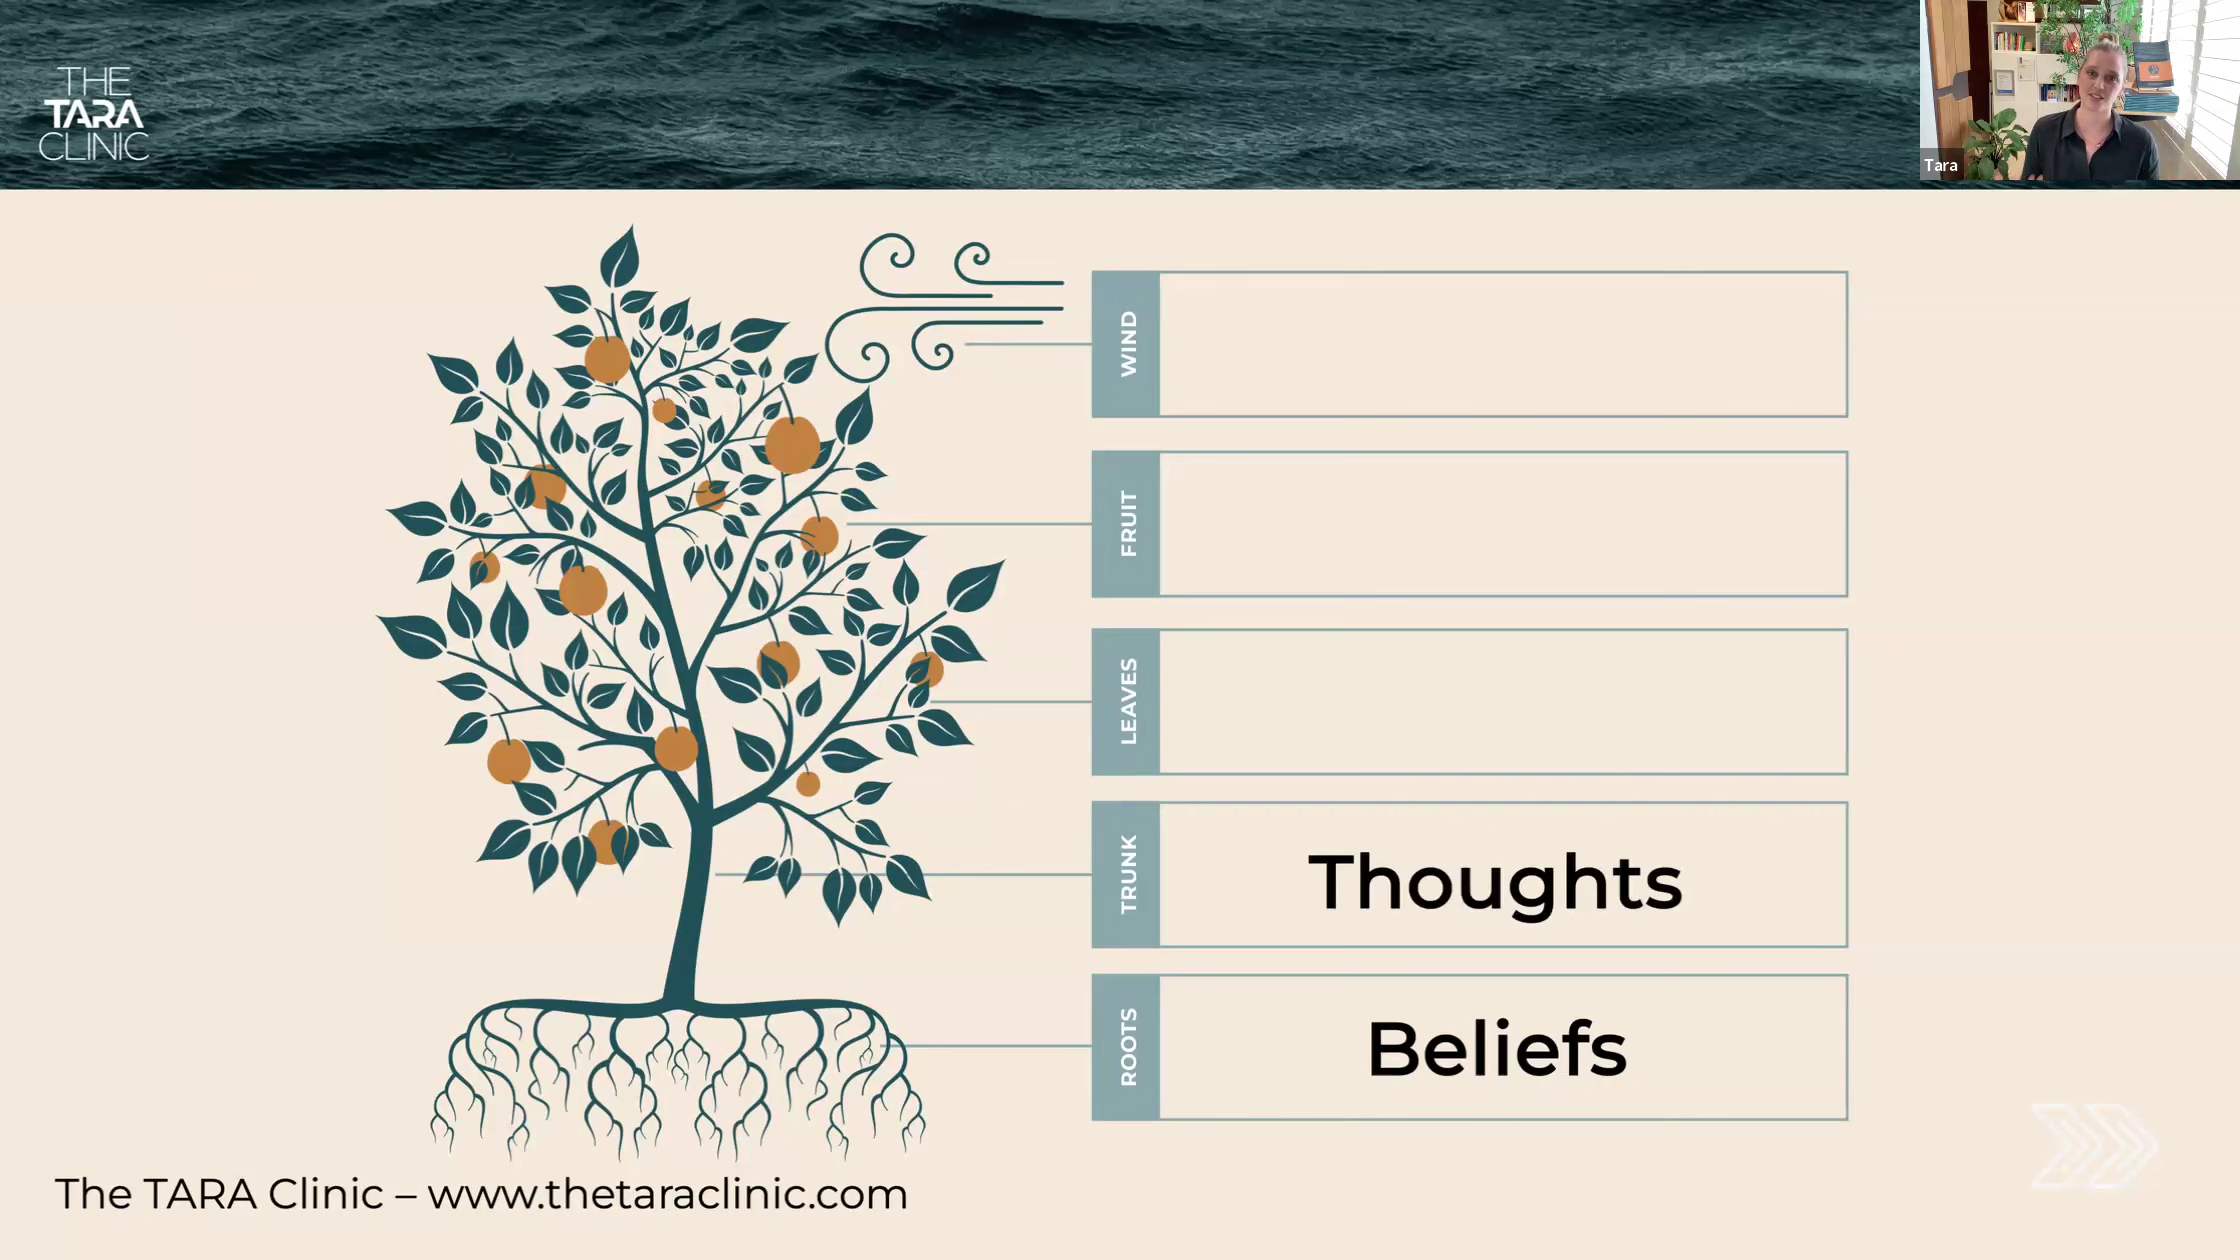 THE
TARA
CLINIC
Tara
WIND
FRUIT
LEAVES
TRUNK
Thoughts
ROOTS
Beliefs
The TARA Clinic – www.thetaraclinic.com